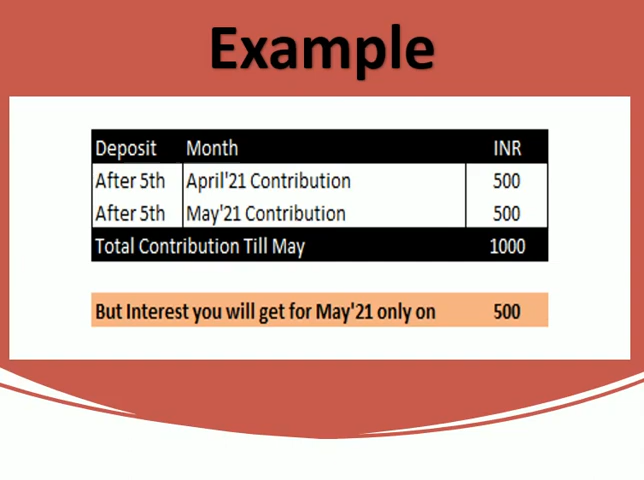 Example
Deposit Month INR
After 5th April'21 Contribution 500
After 5th May'21 Contribution 500
Total Contribution Till May 1000
But Interest you will get for May'21 only on 500